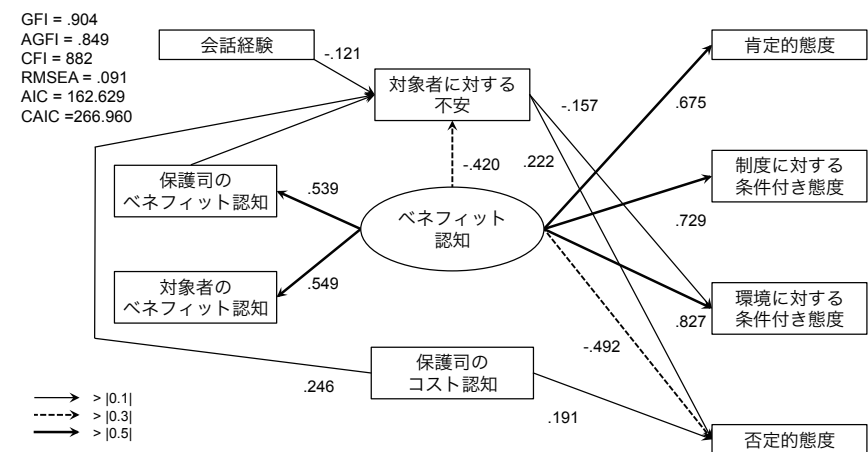 GFI = .904
AGFI = .849
CFI = 882
RMSEA = .091
AIC = 162.629
CAIC =266.960
会話経験
-.121
対象者に対する
不安
肯定的態度
-.157
.675
.222
-.420
保護司の
ベネフィット認知
.539
ベネフィット
認知
制度に対する
条件付き態度
.729
対象者の
ベネフィット認知
.549
環境に対する
条件付き態度
.827
-.492
保護司の
コスト認知
.246
.191
否定的態度
> |0.1|
> |0.3|
> |0.5|